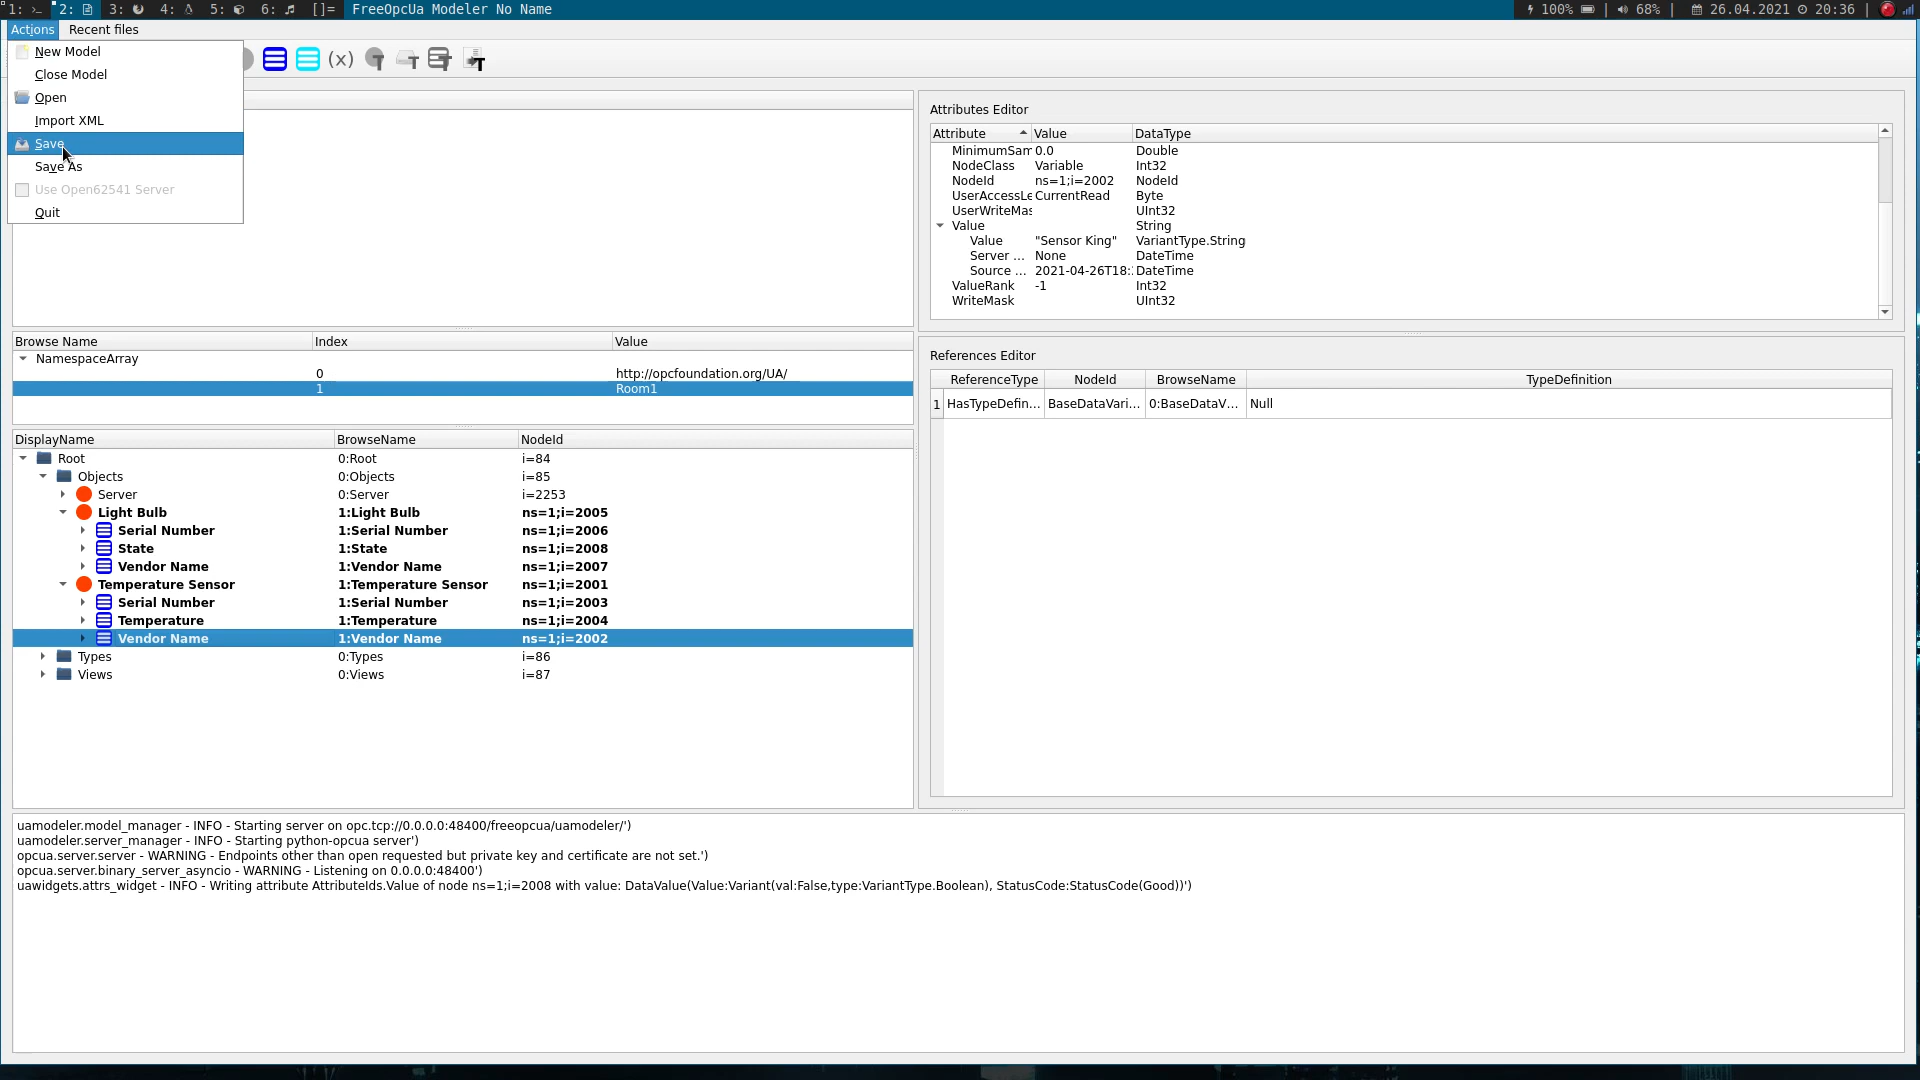 1: 2: 3: 4: 5: 6: []= FreeOpcUa Modeler No Name 100% | 68% | 26.04.2021 20:36 |
Actions Recent files
New Model
Close Model
Open
Import XML
Save
Save As
Use Open62541 Server
Quit
(x) T T T T
Attributes Editor
Attribute Value DataType
MinimumSam 0.0 Double
NodeClass Variable Int32
NodeId ns=1;i=2002 NodeId
UserAccessLe CurrentRead Byte
UserWriteMas UInt32
Value String
Value "Sensor King" VariantType.String
Server ... None DateTime
Source ... 2021-04-26T18: DateTime
ValueRank -1 Int32
WriteMask UInt32
Browse Name Index Value
NamespaceArray
0 http://opcfoundation.org/UA/
1 Room1
References Editor
ReferenceType NodeId BrowseName TypeDefinition
1 HasTypeDefin... BaseDataVari... 0:BaseDataV... Null
DisplayName BrowseName NodeId
Root 0:Root i=84
Objects 0:Objects i=85
Server 0:Server i=2253
Light Bulb 1:Light Bulb ns=1;i=2005
Serial Number 1:Serial Number ns=1;i=2006
State 1:State ns=1;i=2008
Vendor Name 1:Vendor Name ns=1;i=2007
Temperature Sensor 1:Temperature Sensor ns=1;i=2001
Serial Number 1:Serial Number ns=1;i=2003
Temperature 1:Temperature ns=1;i=2004
Vendor Name 1:Vendor Name ns=1;i=2002
Types 0:Types i=86
Views 0:Views i=87
uamodeler.model_manager - INFO - Starting server on opc.tcp://0.0.0.0:48400/freeopcua/uamodeler/')
uamodeler.server_manager - INFO - Starting python-opcua server')
opcua.server.server - WARNING - Endpoints other than open requested but private key and certificate are not set.')
opcua.server.binary_server_asyncio - WARNING - Listening on 0.0.0.0:48400')
uawidgets.attrs_widget - INFO - Writing attribute AttributeIds.Value of node ns=1;i=2008 with value: DataValue(Value:Variant(val:False,type:VariantType.Boolean), StatusCode:StatusCode(Good))')